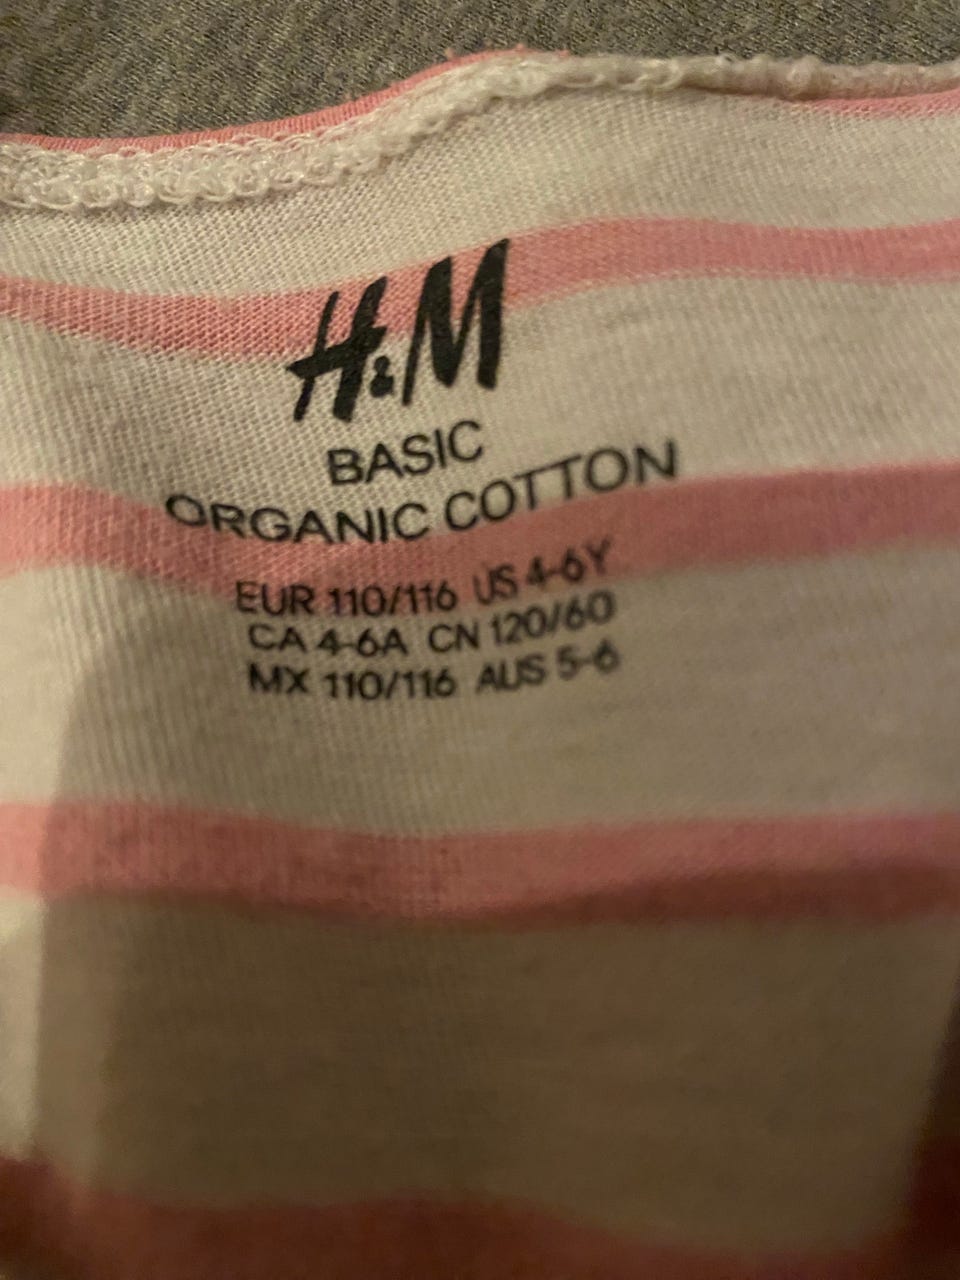 H&M
BASIC
ORGANIC COTTON
EUR 110/116 US 4-6Y
CA 4-6A CN 120/60
MX 110/116 AUS 5-6